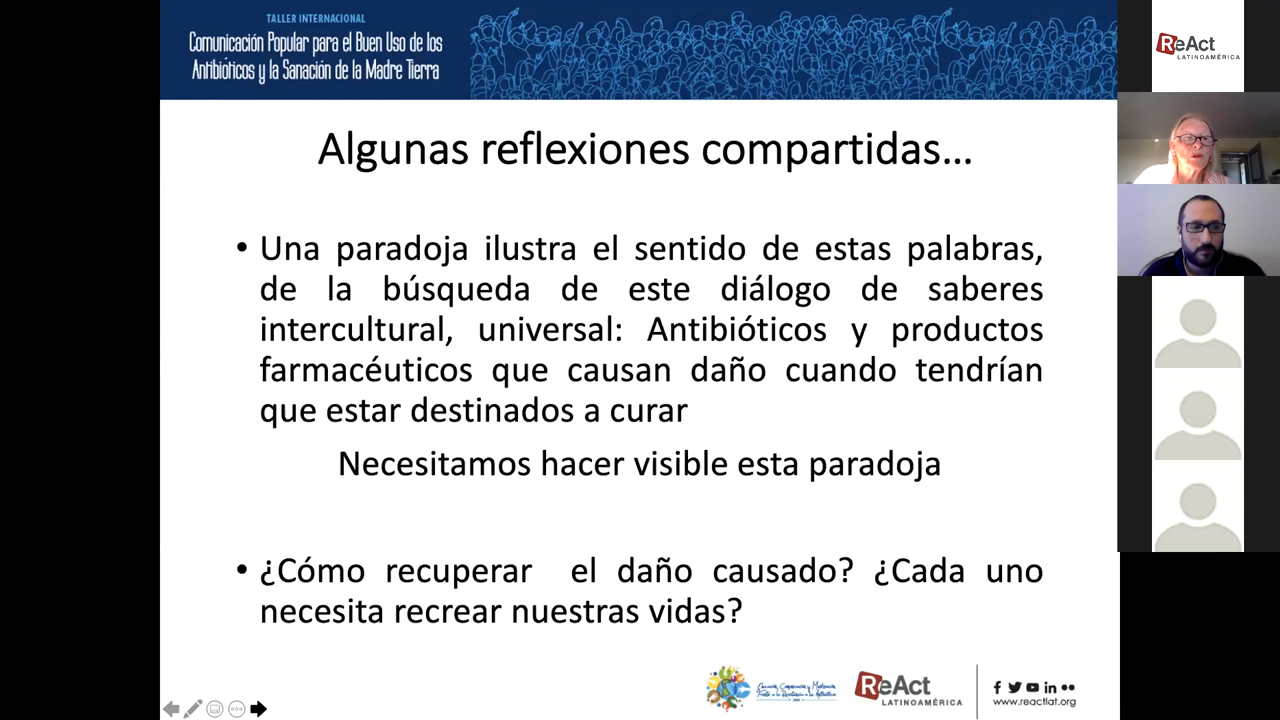 TALLER INTERNACIONAL
Comunicación Popular para el Buen Uso de los
Antibióticos y la Sanación de la Madre Tierra
ReAct
LATINOAMÉRICA
Algunas reflexiones compartidas...
• Una paradoja ilustra el sentido de estas palabras,
de la búsqueda de este diálogo de saberes
intercultural, universal: Antibióticos y productos
farmacéuticos que causan daño cuando tendrían
que estar destinados a curar
Necesitamos hacer visible esta paradoja
• ¿Cómo recuperar el daño causado? ¿Cada uno
necesita recrear nuestras vidas?
ReAct
LATINOAMÉRICA
www.reactlat.org